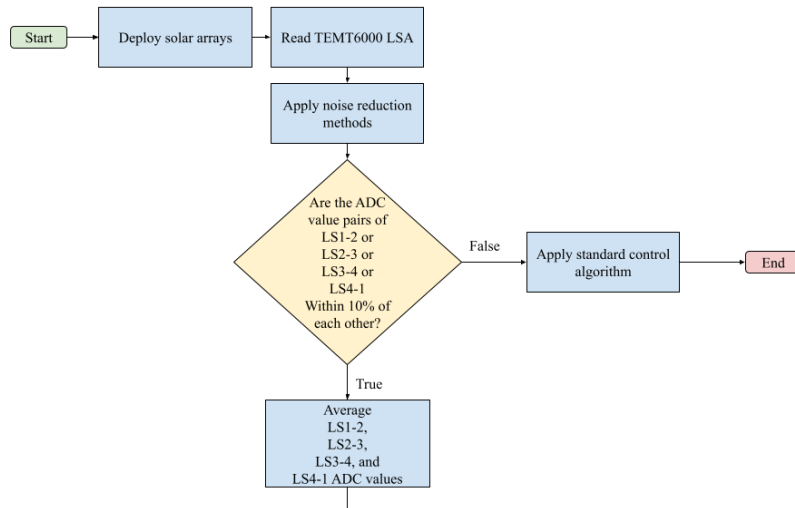 Start
Deploy solar arrays
Read TEMT6000 LSA
Apply noise reduction
methods
Are the ADC
value pairs of
LS1-2 or
LS2-3 or
LS3-4 or
LS4-1
Within 10% of
each other?
False
Apply standard control
algorithm
End
True
Average
LS1-2,
LS2-3,
LS3-4, and
LS4-1 ADC values